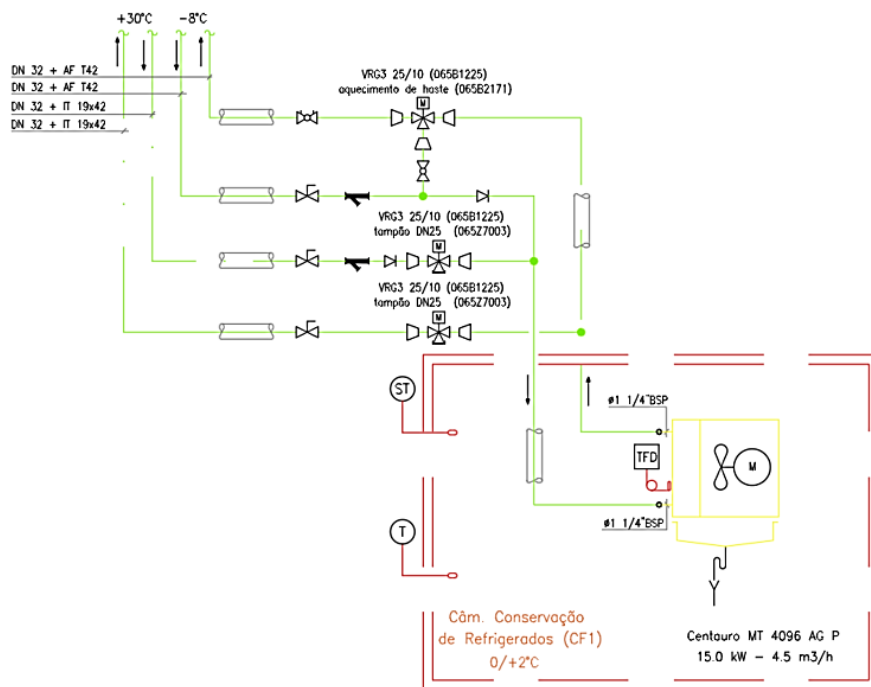 +30°C
-8°C
DN 32 + AF T42
DN 32 + AF T42
DN 32 + IT 19x42
DN 32 + IT 19x42
VRG3 25/10 (065B1225)
aquecimento de haste (065B2171)
M
VRG3 25/10 (065B1225)
tampão DN25 (065Z7003)
M
VRG3 25/10 (065B1225)
tampão DN25 (065Z7003)
M
ST
ø1 1/4"BSP
TFD
M
T
ø1 1/4"BSP
Câm. Conservação
de Refrigerados (CF1)
0/+2°C
Centauro MT 4096 AG P
15.0 kW - 4.5 m3/h